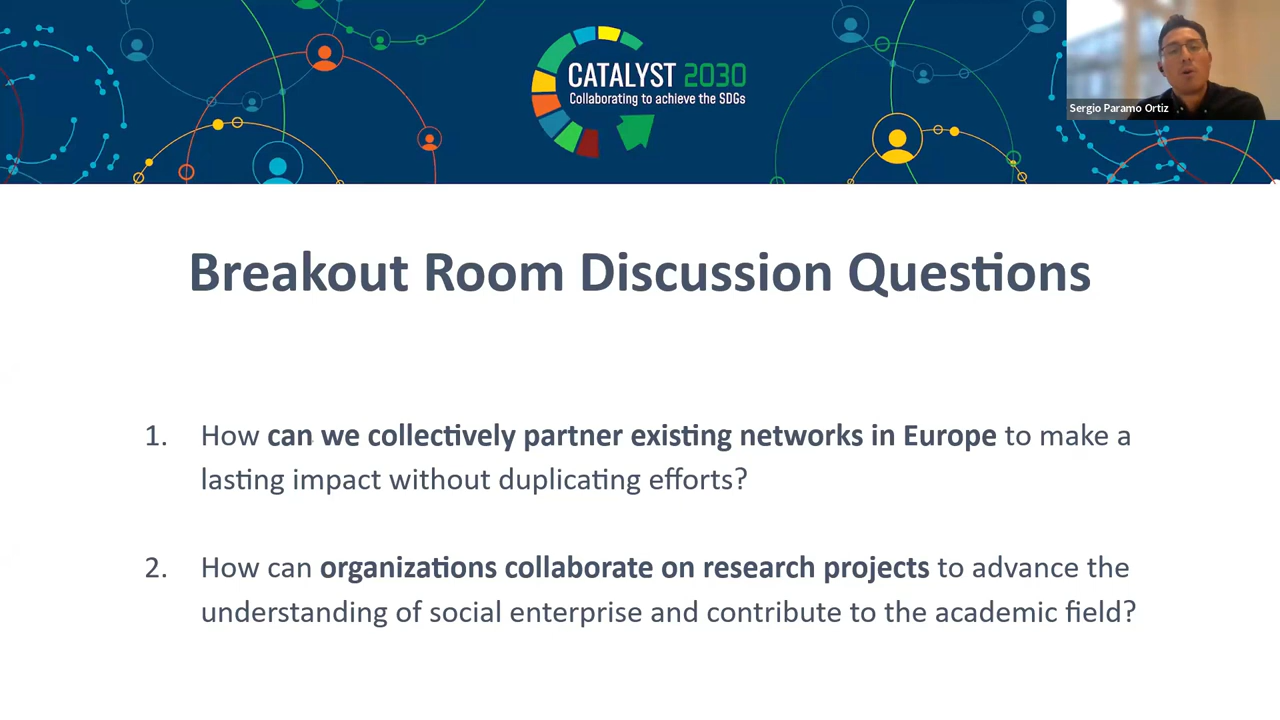 CATALYST 2030
Collaborating to achieve the SDGs
Sergio Paramo Ortiz
Breakout Room Discussion Questions
1. How can we collectively partner existing networks in Europe to make a
lasting impact without duplicating efforts?
2. How can organizations collaborate on research projects to advance the
understanding of social enterprise and contribute to the academic field?